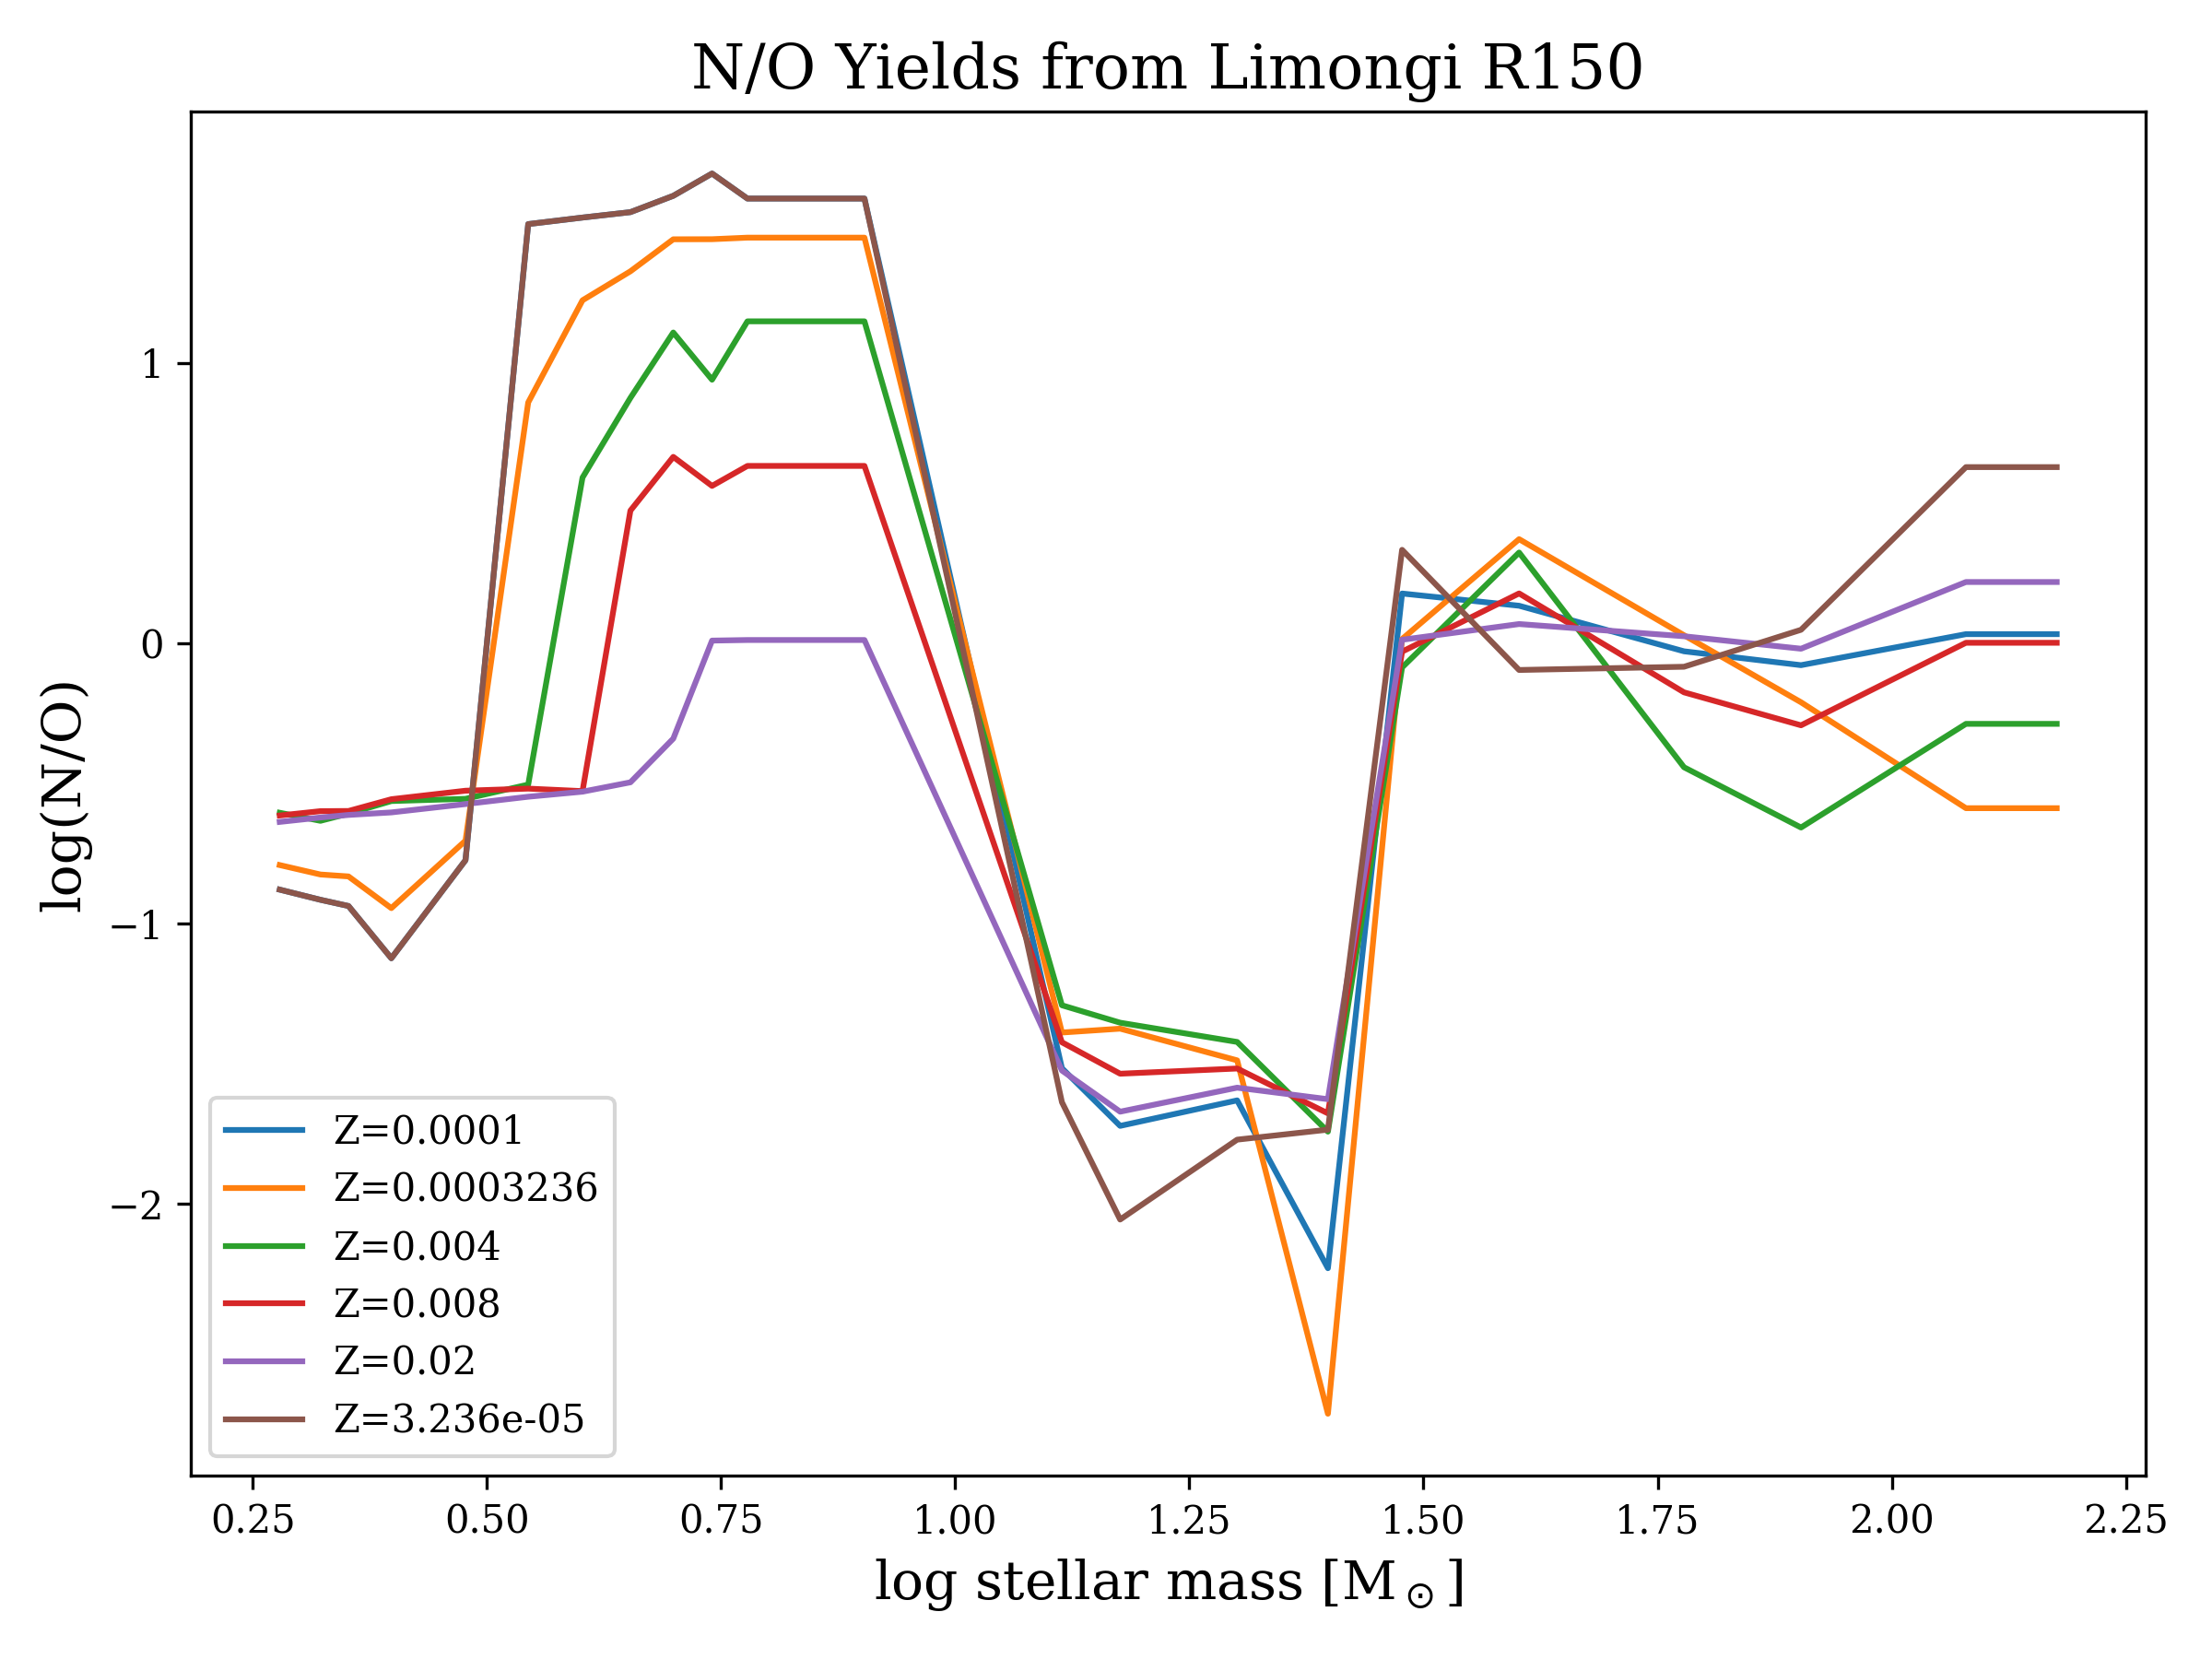 N/O Yields from Limongi R150
log(N/O)
1
0
−1
−2
Z=0.0001
Z=0.0003236
Z=0.004
Z=0.008
Z=0.02
Z=3.236e-05
0.25 0.50 0.75 1.00 1.25 1.50 1.75 2.00 2.25
log stellar mass [M⊙]